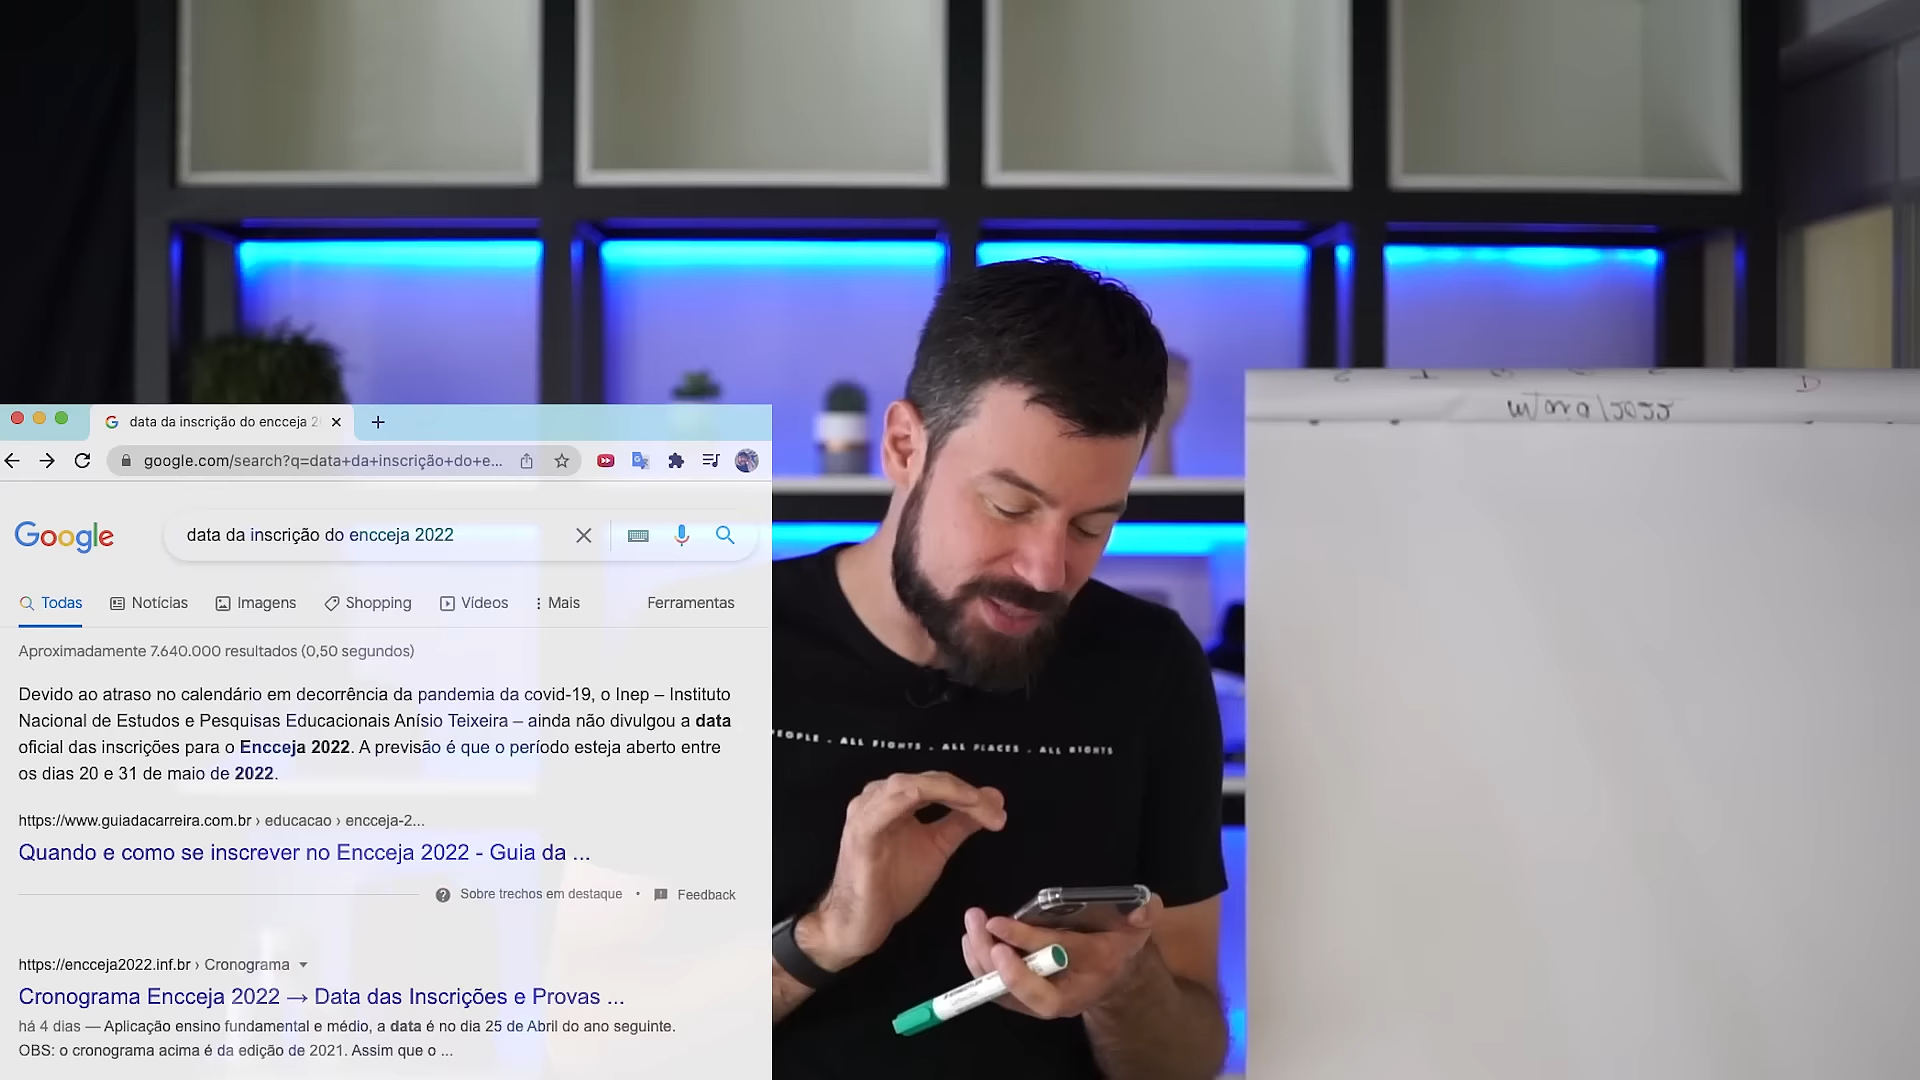 data da inscrição do encceja 2
google.com/search?q=data+da+inscrição+do+e...
Google
data da inscrição do encceja 2022
Todas
Notícias
Imagens
Shopping
Vídeos
Mais
Ferramentas
Aproximadamente 7.640.000 resultados (0,50 segundos)
Devido ao atraso no calendário em decorrência da pandemia da covid-19, o Inep – Instituto
Nacional de Estudos e Pesquisas Educacionais Anísio Teixeira – ainda não divulgou a data
oficial das inscrições para o Encceja 2022. A previsão é que o período esteja aberto entre
os dias 20 e 31 de maio de 2022.
https://www.guiadacarreira.com.br › educacao › encceja-2...
Quando e como se inscrever no Encceja 2022 - Guia da ...
Sobre trechos em destaque • Feedback
https://encceja2022.inf.br › Cronograma
Cronograma Encceja 2022 → Data das Inscrições e Provas ...
há 4 dias — Aplicação ensino fundamental e médio, a data é no dia 25 de Abril do ano seguinte.
OBS: o cronograma acima é da edição de 2021. Assim que o ...
EOPLE - ALL FIGHTS - ALL PLACES - ALL RIGHTS